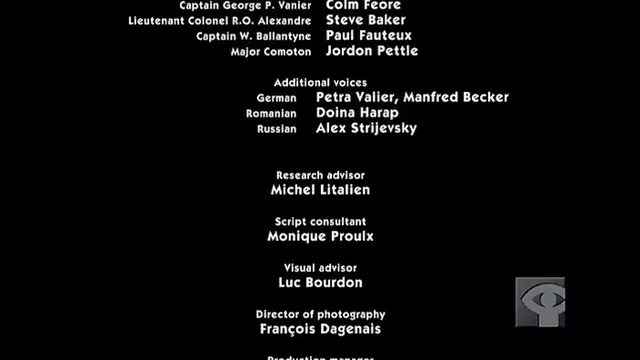 Captain George P. Vanier Colm Feore
Lieutenant Colonel R.O. Alexandre Steve Baker
Captain W. Ballantyne Paul Fauteux
Major Comoton Jordon Pettle
Additional voices
German Petra Valier, Manfred Becker
Romanian Doina Harap
Russian Alex Strijevsky
Research advisor
Michel Litalien
Script consultant
Monique Proulx
Visual advisor
Luc Bourdon
Director of photography
François Dagenais
Production manager